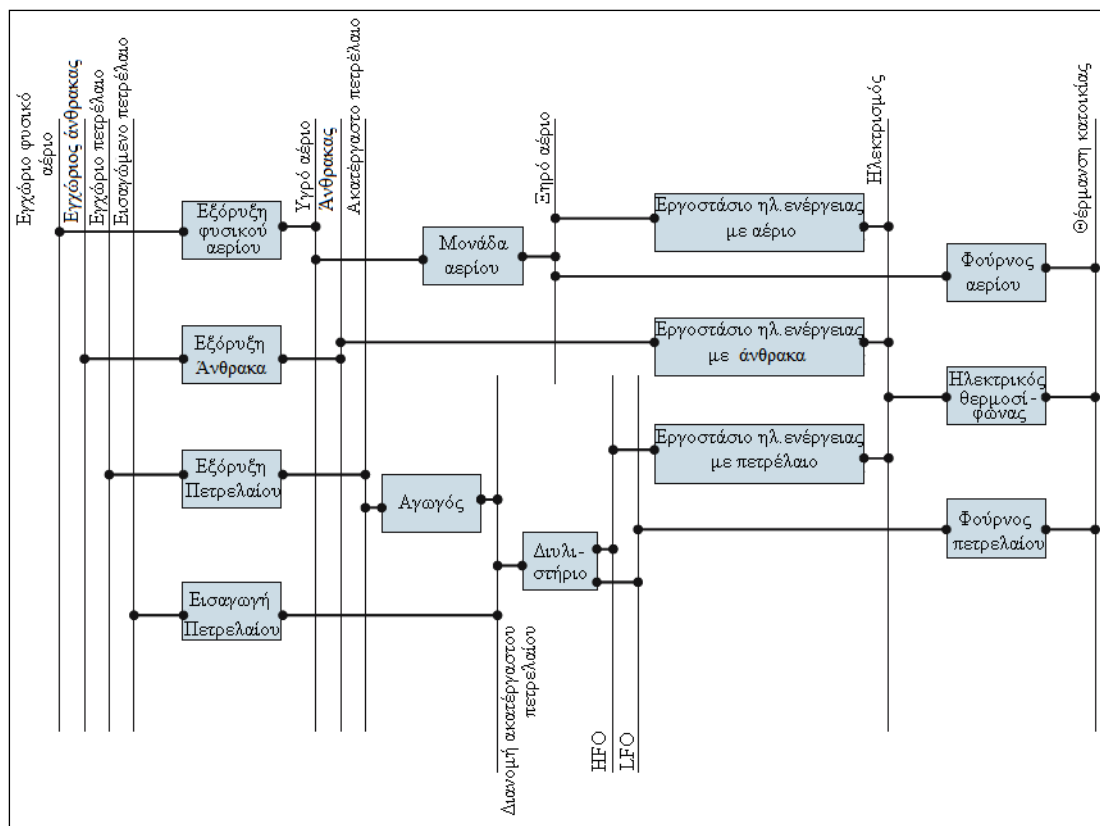 Εγχώριο φυσικό
αέριο
Εγχώριος άνθρακας
Εγχώριο πετρέλαιο
Εισαγώμενο πετρέλαιο
Υγρό αέριο
Άνθρακας
Ακατέργαστο πετρέλαιο
Ξηρό αέριο
Ηλεκτρισμός
Θέρμανση κατοικίας
Εξόρυξη
φυσικού
αερίου
Μονάδα
αερίου
Εργοστάσιο ηλ.ενέργειας
με αέριο
Φούρνος
αερίου
Εξόρυξη
Άνθρακα
Εργοστάσιο ηλ.ενέργειας
με άνθρακα
Ηλεκτρικός
θερμοσί-
φώνας
Εξόρυξη
Πετρελαίου
Αγωγός
Εργοστάσιο ηλ.ενέργειας
με πετρέλαιο
Διυλι-
στήριο
Φούρνος
πετρελαίου
Εισαγωγή
Πετρελαίου
Διανομή ακατέργαστου
πετρελαίου
HFO
LFO